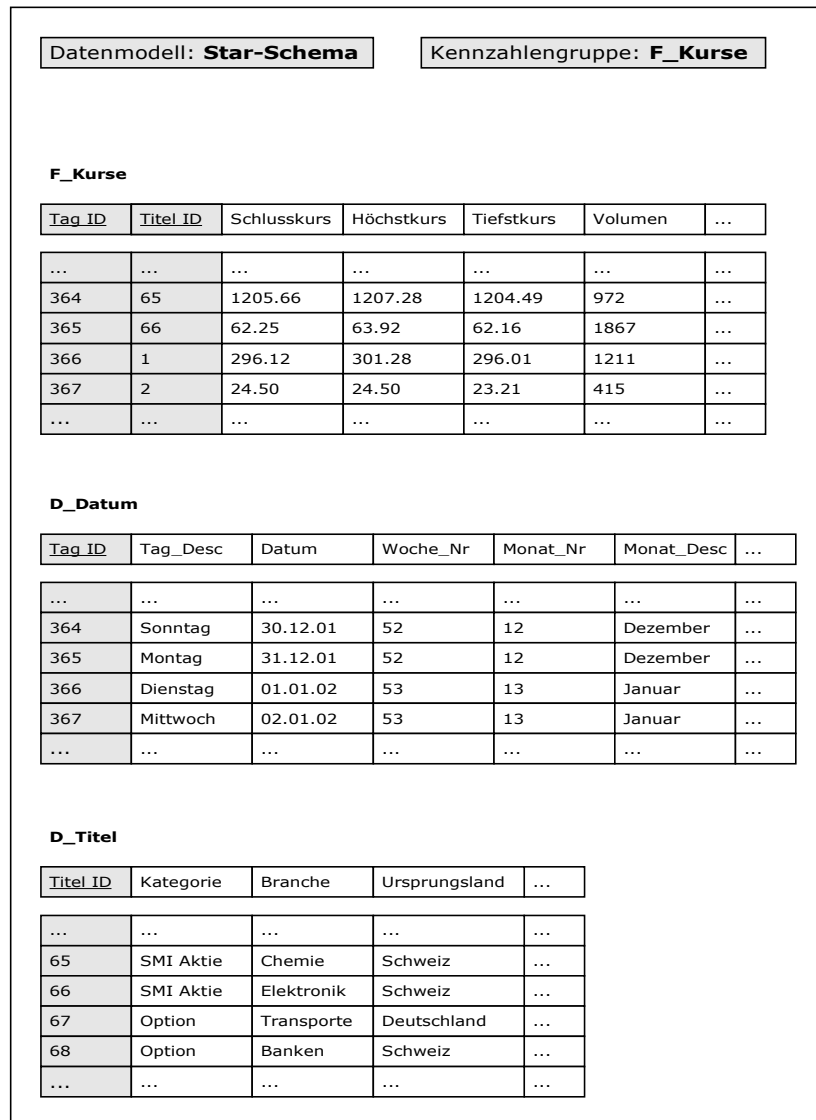 Datenmodell: Star-Schema Kennzahlengruppe: F_Kurse
F_Kurse
Tag ID Titel ID Schlusskurs Höchstkurs Tiefstkurs Volumen ...
... ... ... ... ... ... ...
364 65 1205.66 1207.28 1204.49 972 ...
365 66 62.25 63.92 62.16 1867 ...
366 1 296.12 301.28 296.01 1211 ...
367 2 24.50 24.50 23.21 415 ...
... ... ... ... ... ... ...
D_Datum
Tag ID Tag_Desc Datum Woche_Nr Monat_Nr Monat_Desc ...
... ... ... ... ... ... ...
364 Sonntag 30.12.01 52 12 Dezember ...
365 Montag 31.12.01 52 12 Dezember ...
366 Dienstag 01.01.02 53 13 Januar ...
367 Mittwoch 02.01.02 53 13 Januar ...
... ... ... ... ... ... ...
D_Titel
Titel ID Kategorie Branche Ursprungsland ...
... ... ... ... ...
65 SMI Aktie Chemie Schweiz ...
66 SMI Aktie Elektronik Schweiz ...
67 Option Transporte Deutschland ...
68 Option Banken Schweiz ...
... ... ... ... ...